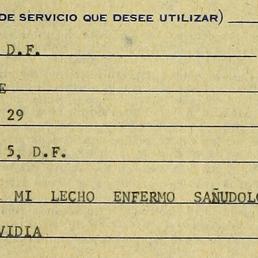 DE SERVICIO QUE DESEE UTILIZAR)
D.F.
E
29
5, D.F.
MI LECHO ENFERMO SAÑUDOLO
VIDIA